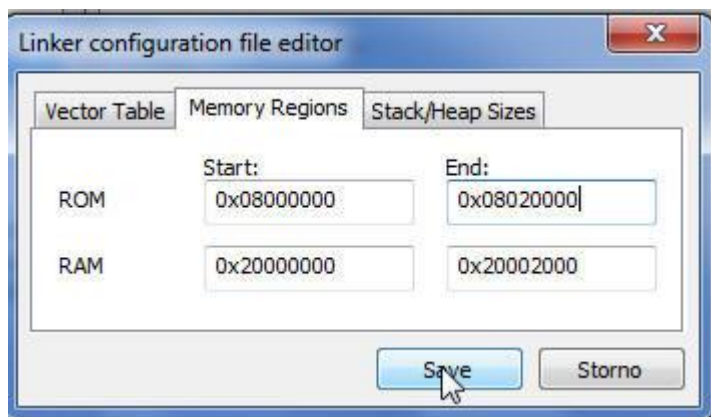 Linker configuration file editor
Vector Table Memory Regions Stack/Heap Sizes
Start: End:
ROM 0x08000000 0x08020000
RAM 0x20000000 0x20002000
Save Storno